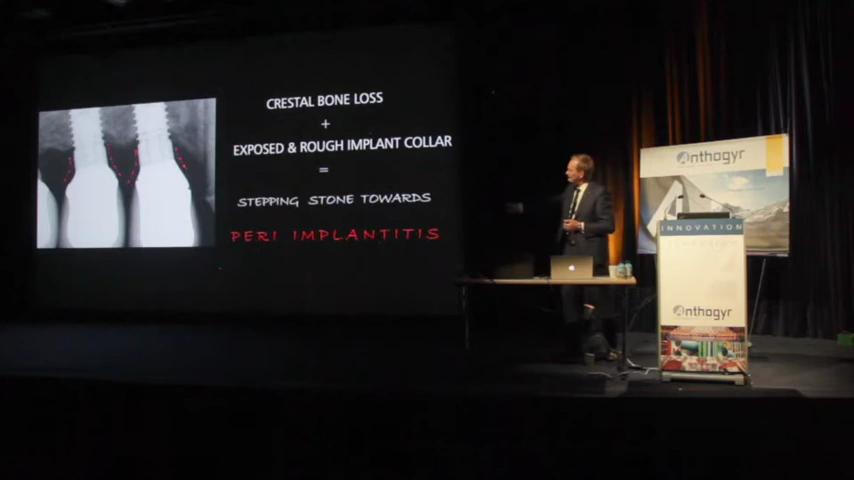 CRESTAL BONE LOSS
+
EXPOSED & ROUGH IMPLANT COLLAR
=
STEPPING STONE TOWARDS
PERI IMPLANTITIS
Anthogyr
INNOVATION
Anthogyr